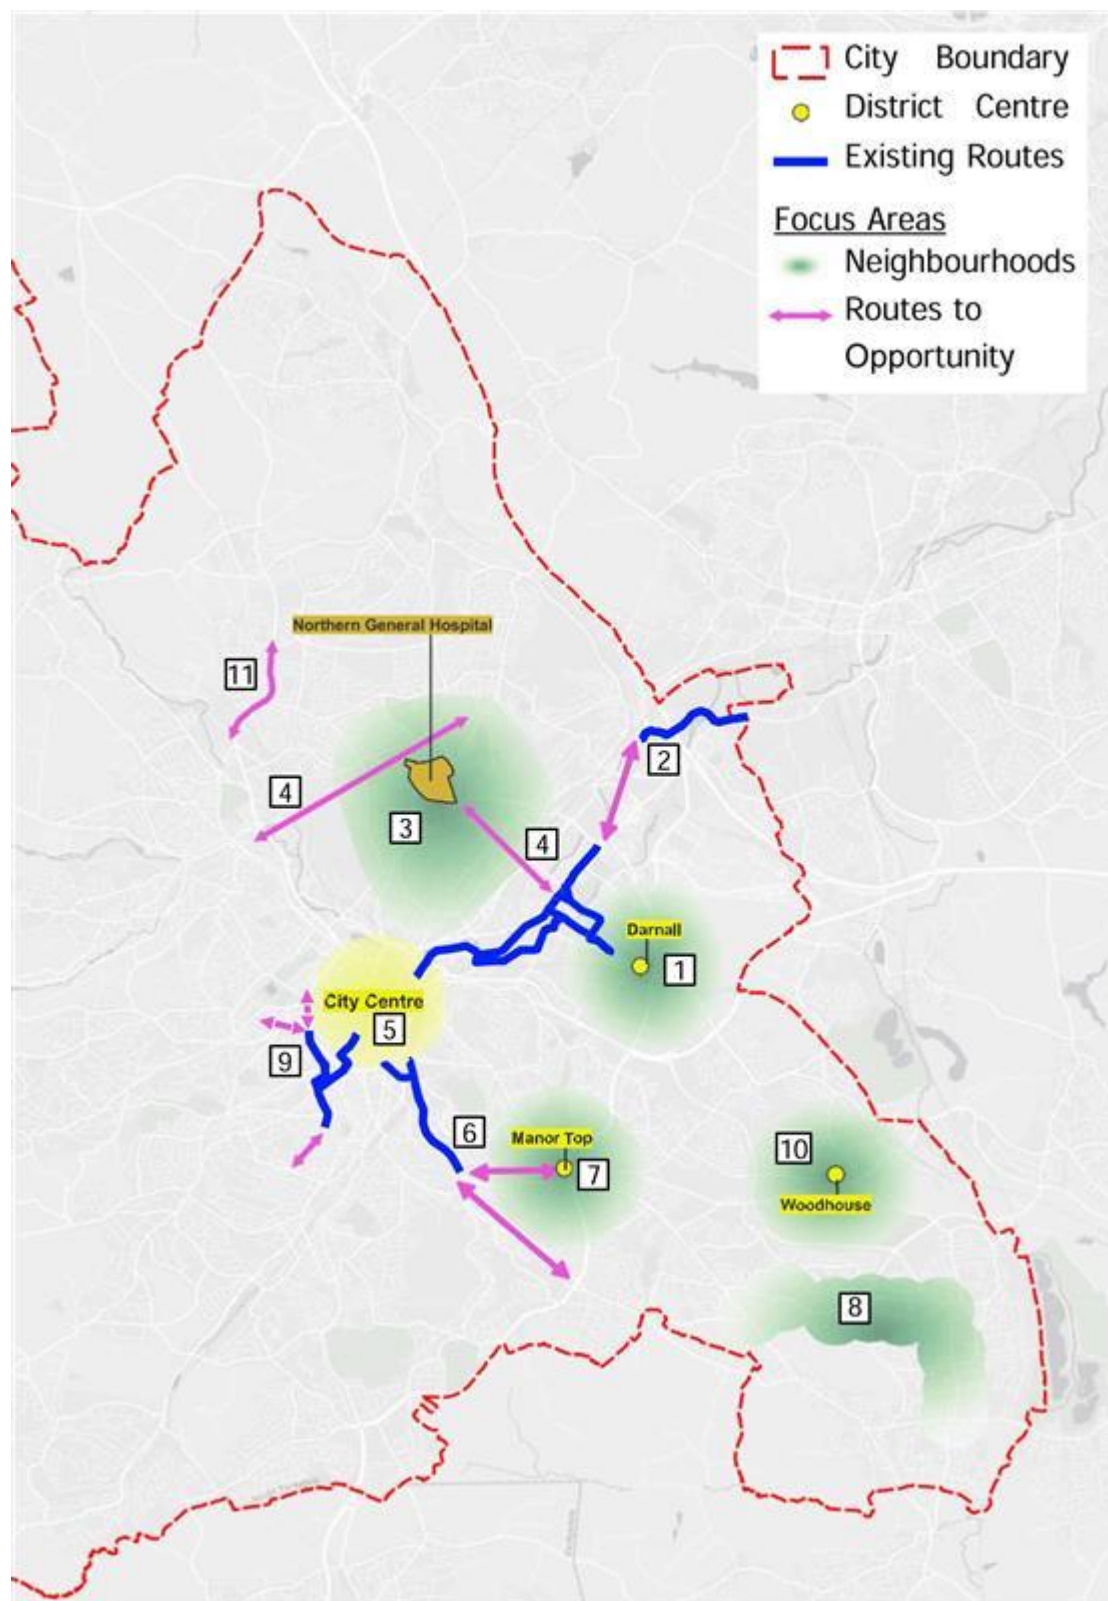 City Boundary
District Centre
Existing Routes
Focus Areas
Neighbourhoods
Routes to
Opportunity
Northern General Hospital
11
2
4
3
4
Darnall
1
City Centre
5
9
6
Manor Top
7
10
Woodhouse
8